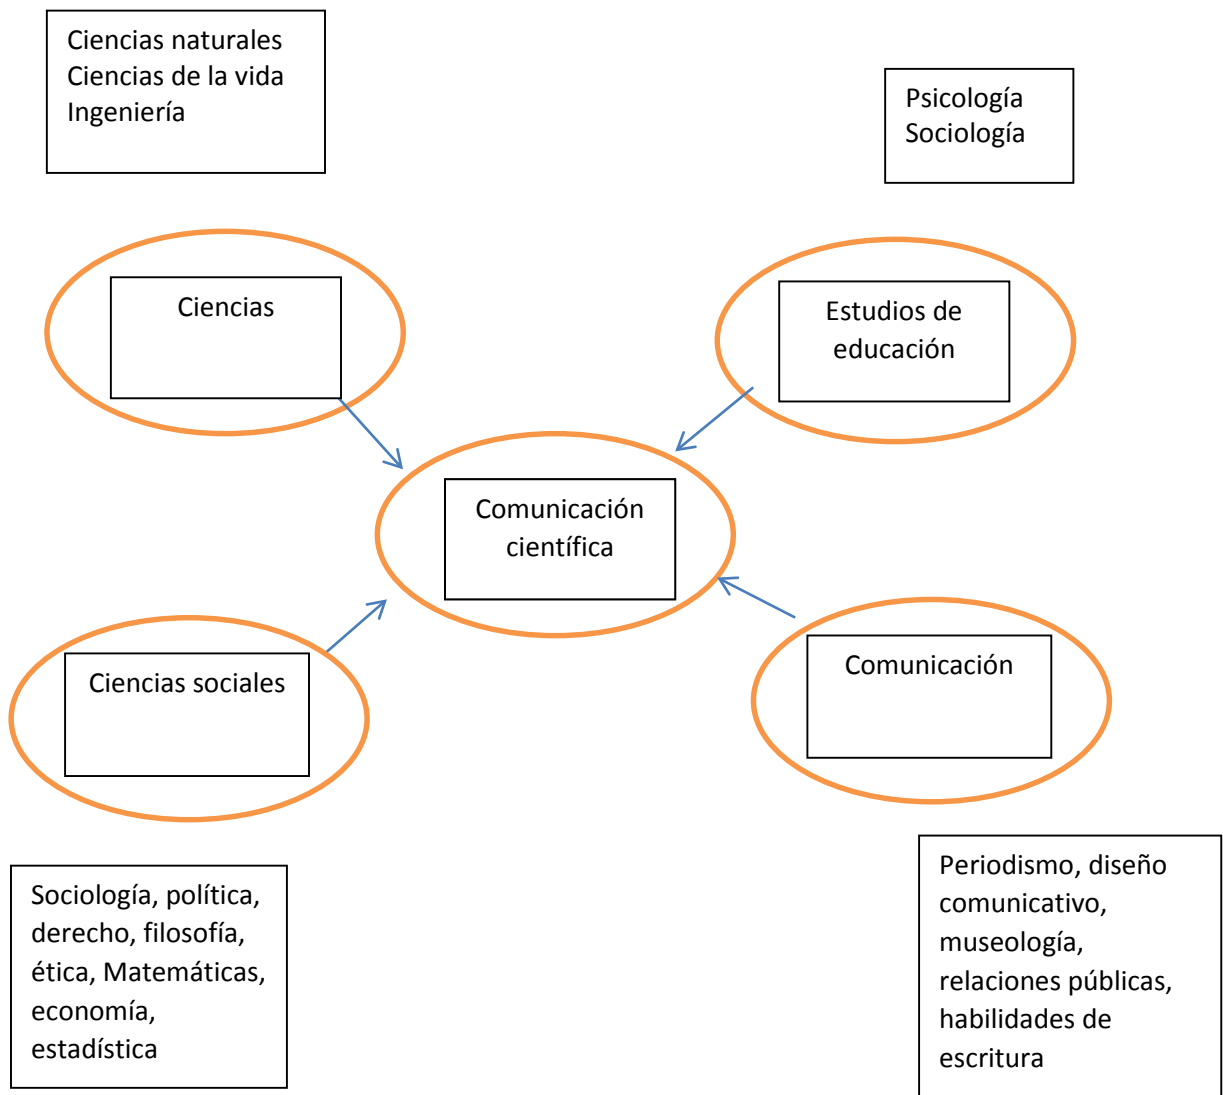 Ciencias naturales
Ciencias de la vida
Ingeniería
Psicología
Sociología
Ciencias
Estudios de
educación
Comunicación
científica
Ciencias sociales
Comunicación
Sociología, política,
derecho, filosofía,
ética, Matemáticas,
economía,
estadística
Periodismo, diseño
comunicativo,
museología,
relaciones públicas,
habilidades de
escritura